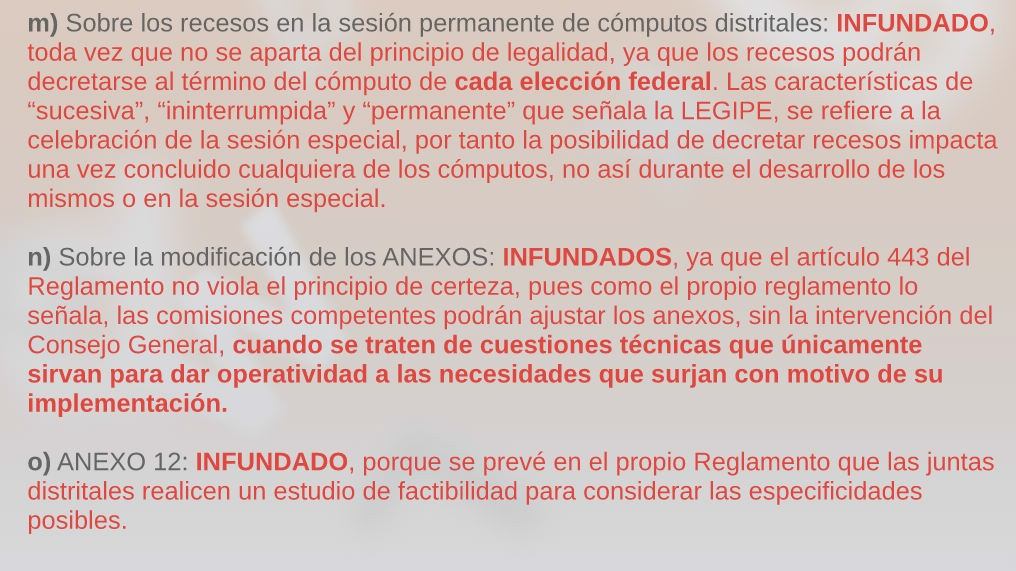 m) Sobre los recesos en la sesión permanente de cómputos distritales: INFUNDADO,
toda vez que no se aparta del principio de legalidad, ya que los recesos podrán
decretarse al término del cómputo de cada elección federal. Las características de
“sucesiva”, “ininterrumpida” y “permanente” que señala la LEGIPE, se refiere a la
celebración de la sesión especial, por tanto la posibilidad de decretar recesos impacta
una vez concluido cualquiera de los cómputos, no así durante el desarrollo de los
mismos o en la sesión especial.
n) Sobre la modificación de los ANEXOS: INFUNDADOS, ya que el artículo 443 del
Reglamento no viola el principio de certeza, pues como el propio reglamento lo
señala, las comisiones competentes podrán ajustar los anexos, sin la intervención del
Consejo General, cuando se traten de cuestiones técnicas que únicamente
sirvan para dar operatividad a las necesidades que surjan con motivo de su
implementación.
o) ANEXO 12: INFUNDADO, porque se prevé en el propio Reglamento que las juntas
distritales realicen un estudio de factibilidad para considerar las especificidades
posibles.